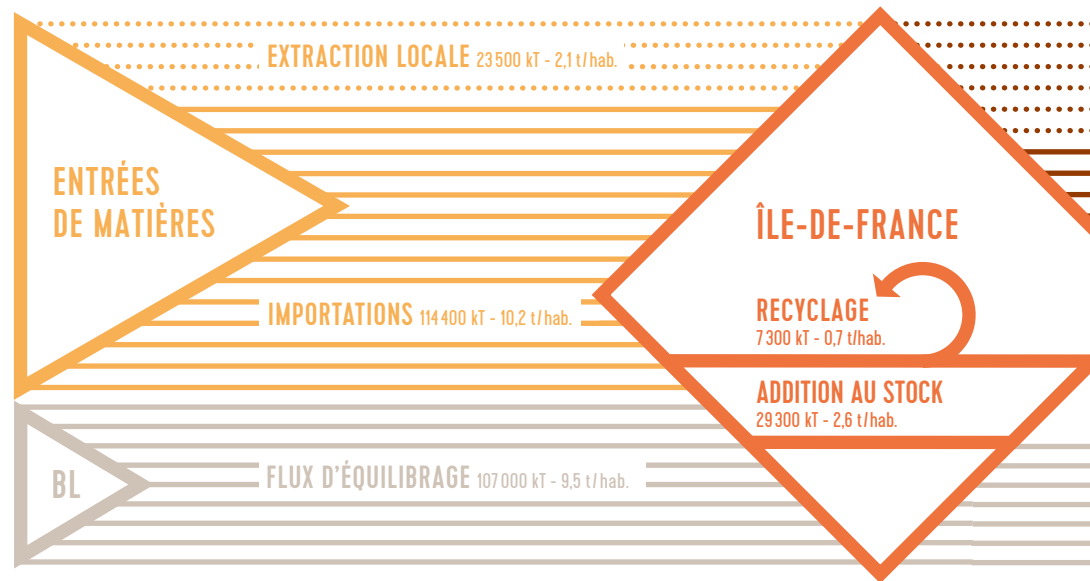 EXTRACTION LOCALE 23 500 kT - 2,1 t/hab.
ENTRÉES
DE MATIÈRES
ÎLE-DE-FRANCE
IMPORTATIONS 114 400 kT - 10,2 t/hab.
RECYCLAGE
7 300 kT - 0,7 t/hab.
ADDITION AU STOCK
29 300 kT - 2,6 t/hab.
BL
FLUX D'ÉQUILIBRAGE 107 000 kT - 9,5 t/hab.